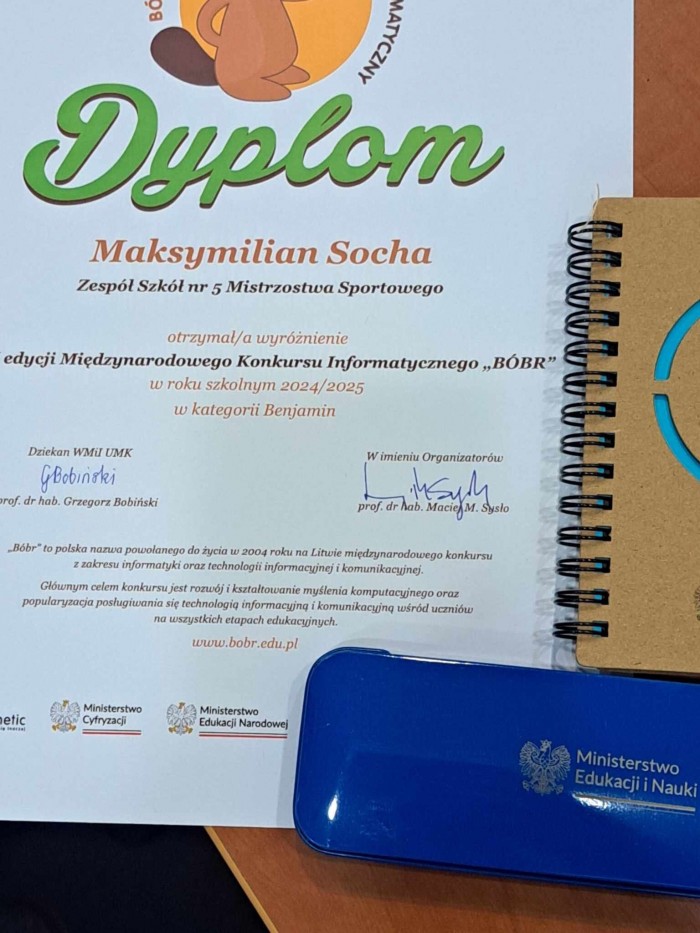 BÓ
MATYCZNY
Dyplom
Maksymilian Socha
Zespół Szkół nr 5 Mistrzostwa Sportowego
otrzymał/a wyróżnienie
edycji Międzynarodowego Konkursu Informatycznego „BÓBR”
w roku szkolnym 2024/2025
w kategorii Benjamin
Dziekan WMiI UMK
W imieniu Organizatorów
GBobiński
prof. dr hab. Grzegorz Bobiński
prof. dr hab. Maciej M. Sysło
„Bóbr” to polska nazwa powołanego do życia w 2004 roku na Litwie międzynarodowego konkursu
z zakresu informatyki oraz technologii informacyjnej i komunikacyjnej.
Głównym celem konkursu jest rozwój i kształtowanie myślenia komputacyjnego oraz
popularyzacja posługiwania się technologią informacyjną i komunikacyjną wśród uczniów
na wszystkich etapach edukacyjnych.
www.bobr.edu.pl
netic
Ministerstwo
Cyfryzacji
Ministerstwo
Edukacji Narodowej
Ministerstwo
Edukacji i Nauki